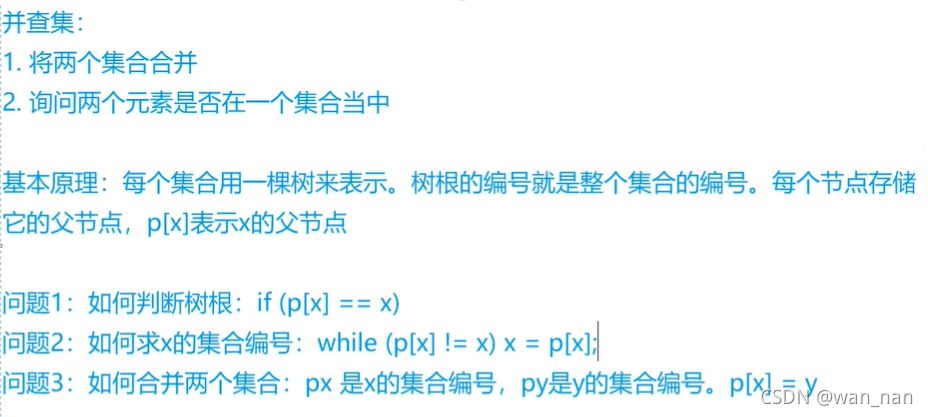 并查集：
1. 将两个集合合并
2. 询问两个元素是否在一个集合当中
基本原理：每个集合用一棵树来表示。树根的编号就是整个集合的编号。每个节点存储
它的父节点，p[x]表示x的父节点
问题1：如何判断树根：if (p[x] == x)
问题2：如何求x的集合编号：while (p[x] != x) x = p[x];
问题3：如何合并两个集合：px 是x的集合编号，py是y的集合编号。p[x] = y
CSDN @wan_nan